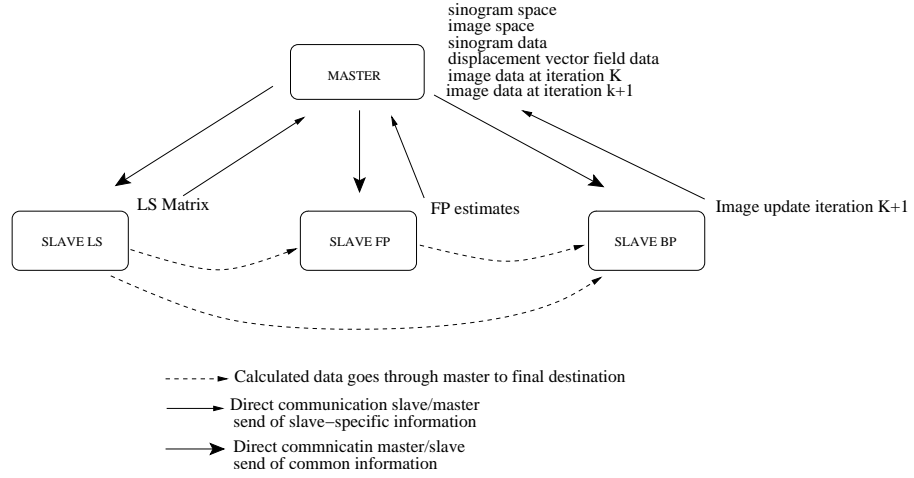 sinogram space
image space
sinogram data
displacement vector field data
image data at iteration K
image data at iteration k+1
MASTER
LS Matrix
FP estimates
Image update iteration K+1
SLAVE LS
SLAVE FP
SLAVE BP
Calculated data goes through master to final destination
Direct communication slave/master
send of slave−specific information
Direct commnicatin master/slave
send of common information